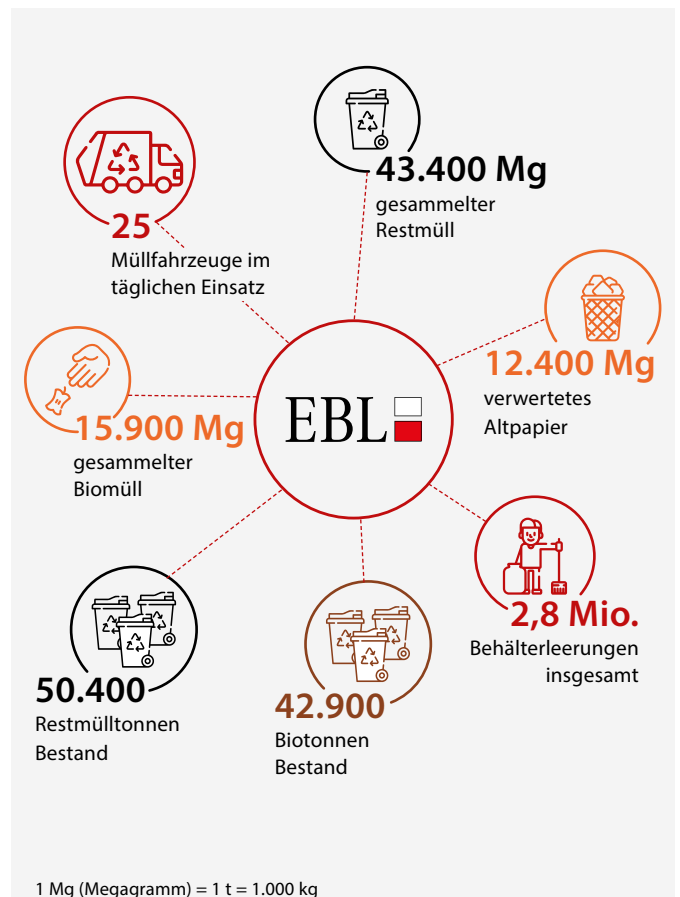 43.400 Mg
gesammelter
Restmüll
25
Müllfahrzeuge im
täglichen Einsatz
12.400 Mg
verwertetes
Altpapier
15.900 Mg
gesammelter
Biomüll
EBL
2,8 Mio.
Behälterleerungen
insgesamt
50.400
Restmülltonnen
Bestand
42.900
Biotonnen
Bestand
1 Mg (Megagramm) = 1 t = 1.000 kg